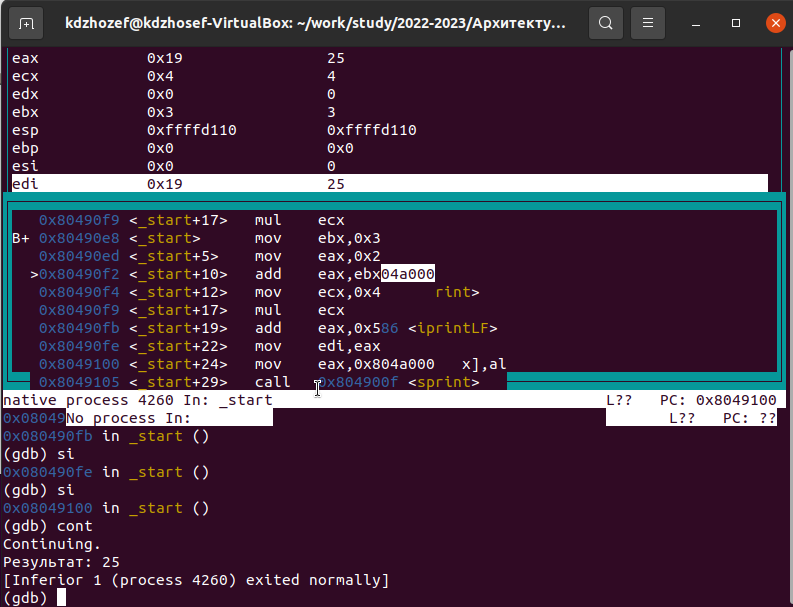 kdzhozef@kdzhosef-VirtualBox: ~/work/study/2022-2023/Архитекту...
eax 0x19 25
ecx 0x4 4
edx 0x0 0
ebx 0x3 3
esp 0xffffd110 0xffffd110
ebp 0x0 0x0
esi 0x0 0
edi 0x19 25
0x80490f9 <_start+17> mul ecx
B+ 0x80490e8 <_start> mov ebx,0x3
0x80490ed <_start+5> mov eax,0x2
>0x80490f2 <_start+10> add eax,ebx04a000
0x80490f4 <_start+12> mov ecx,0x4 rint>
0x80490f9 <_start+17> mul ecx
0x80490fb <_start+19> add eax,0x586 <iprintLF>
0x80490fe <_start+22> mov edi,eax
0x8049100 <_start+24> mov eax,0x804a000 x],al
0x8049105 <_start+29> call 0x804900f <sprint>
native process 4260 In: _start L?? PC: 0x8049100
0x08049No process In: L?? PC: ??
0x080490fb in _start ()
(gdb) si
0x080490fe in _start ()
(gdb) si
0x08049100 in _start ()
(gdb) cont
Continuing.
Результат: 25
[Inferior 1 (process 4260) exited normally]
(gdb)